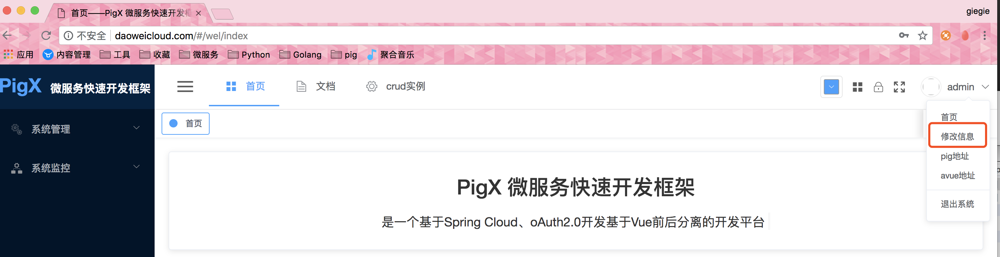 首页——PigX 微服务快速开发框
giegie
不安全 daoweicloud.com/#/wel/index
应用 内容管理 工具 收藏 微服务 Python Golang pig 聚合音乐
PigX 微服务快速开发框架
首页 文档 crud实例
admin
首页
修改信息
pig地址
avue地址
退出系统
首页
系统管理
系统监控
PigX 微服务快速开发框架
是一个基于Spring Cloud、oAuth2.0开发基于Vue前后分离的开发平台